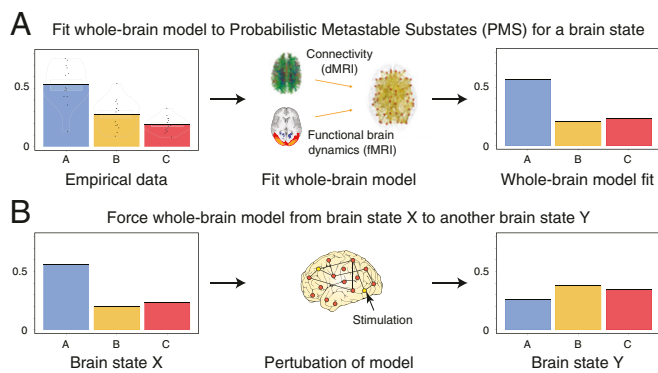 A
Fit whole-brain model to Probabilistic Metastable Substates (PMS) for a brain state
0.5
0
A B C
Empirical data
Connectivity
(dMRI)
Functional brain
dynamics (fMRI)
Fit whole-brain model
0.5
0
A B C
Whole-brain model fit
B
Force whole-brain model from brain state X to another brain state Y
0.5
0
A B C
Brain state X
Stimulation
Pertubation of model
0.5
0
A B C
Brain state Y